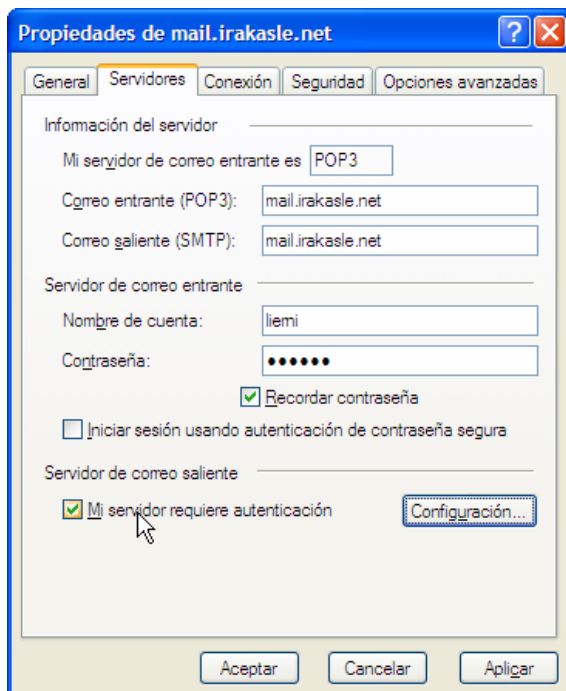 Propiedades de mail.irakasle.net
General Servidores Conexión Seguridad Opciones avanzadas
Información del servidor
Mi servidor de correo entrante es POP3
Correo entrante (POP3): mail.irakasle.net
Correo saliente (SMTP): mail.irakasle.net
Servidor de correo entrante
Nombre de cuenta: liemi
Contraseña: ●●●●●●
Recordar contraseña
Iniciar sesión usando autenticación de contraseña segura
Servidor de correo saliente
Mi servidor requiere autenticación Configuración...
Aceptar Cancelar Aplicar